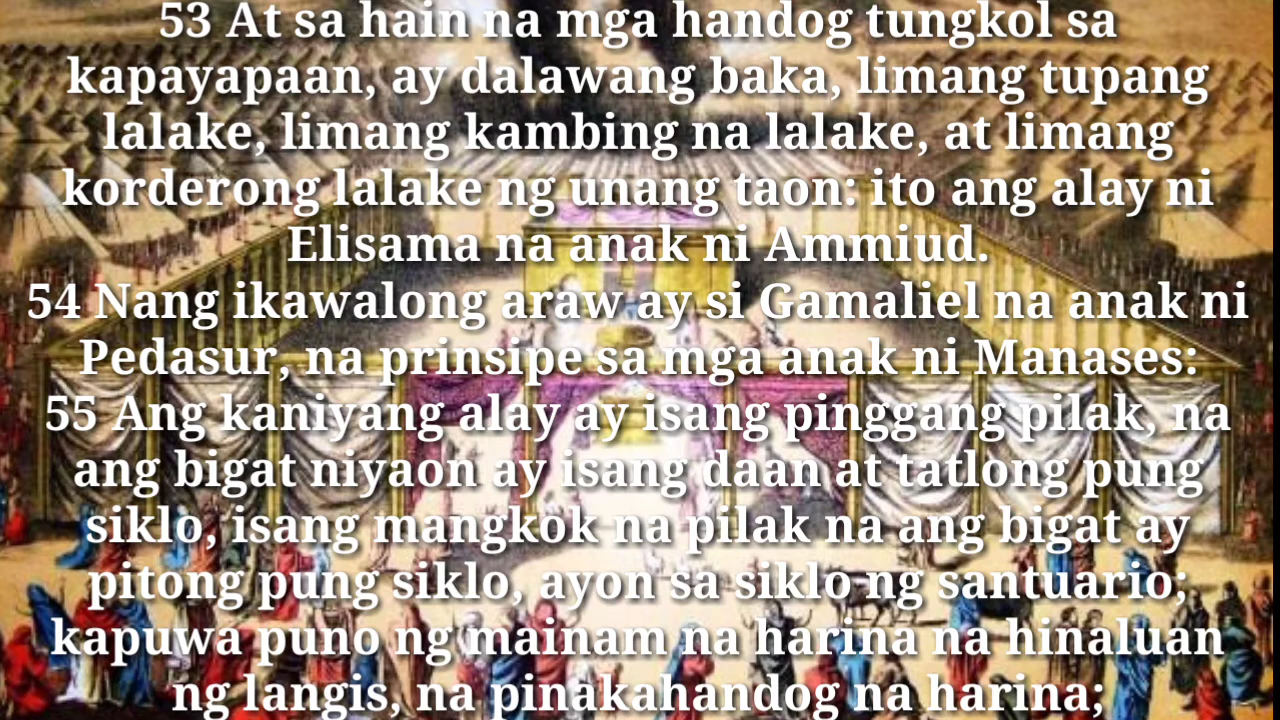 53 At sa hain na mga handog tungkol sa
kapayapaan, ay dalawang baka, limang tupang
lalake, limang kambing na lalake, at limang
korderong lalake ng unang taon: ito ang alay ni
Elisama na anak ni Ammiud.
54 Nang ikawalong araw ay si Gamaliel na anak ni
Pedasur, na prinsipe sa mga anak ni Manases:
55 Ang kaniyang alay ay isang pinggang pilak, na
ang bigat niyaon ay isang daan at tatlong pung
siklo, isang mangkok na pilak na ang bigat ay
pitong pung siklo, ayon sa siklo ng santuario;
kapuwa puno ng mainam na harina na hinaluan
ng langis, na pinakahandog na harina;